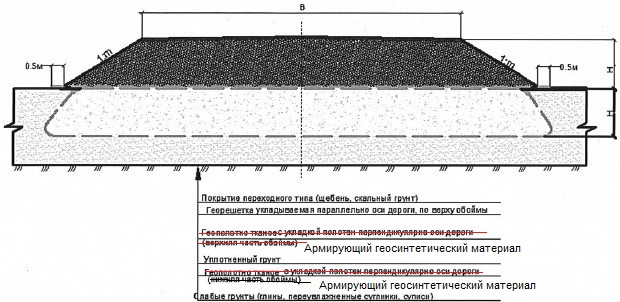 B
1:m
1:m
0.5м
0.5м
H
H
Покрытие переходного типа (щебень, скальный грунт)
Георешетка укладываемая параллельно оси дороги, по верху обоймы
Геополотно тканое с укладкой полотен перпендикулярно оси дороги
(верхняя часть обоймы) Армирующий геосинтетический материал
Уплотненный грунт
Геополотно тканое с укладкой полотен перпендикулярно оси дороги
(нижняя часть обоймы) Армирующий геосинтетический материал
Слабые грунты (глины, переувлажненные суглинки, супеси)